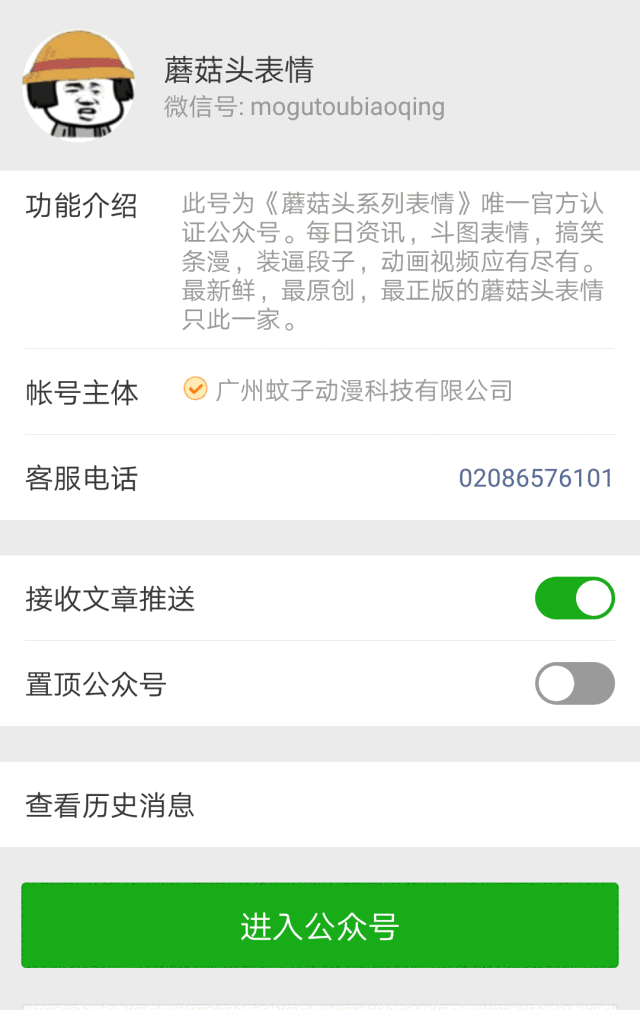 蘑菇头表情
微信号: mogutoubiaoqing
功能介绍
此号为《蘑菇头系列表情》唯一官方认
证公众号。每日资讯，斗图表情，搞笑
条漫，装逼段子，动画视频应有尽有。
最新鲜，最原创，最正版的蘑菇头表情
只此一家。
帐号主体
广州蚊子动漫科技有限公司
客服电话
02086576101
接收文章推送
置顶公众号
查看历史消息
进入公众号